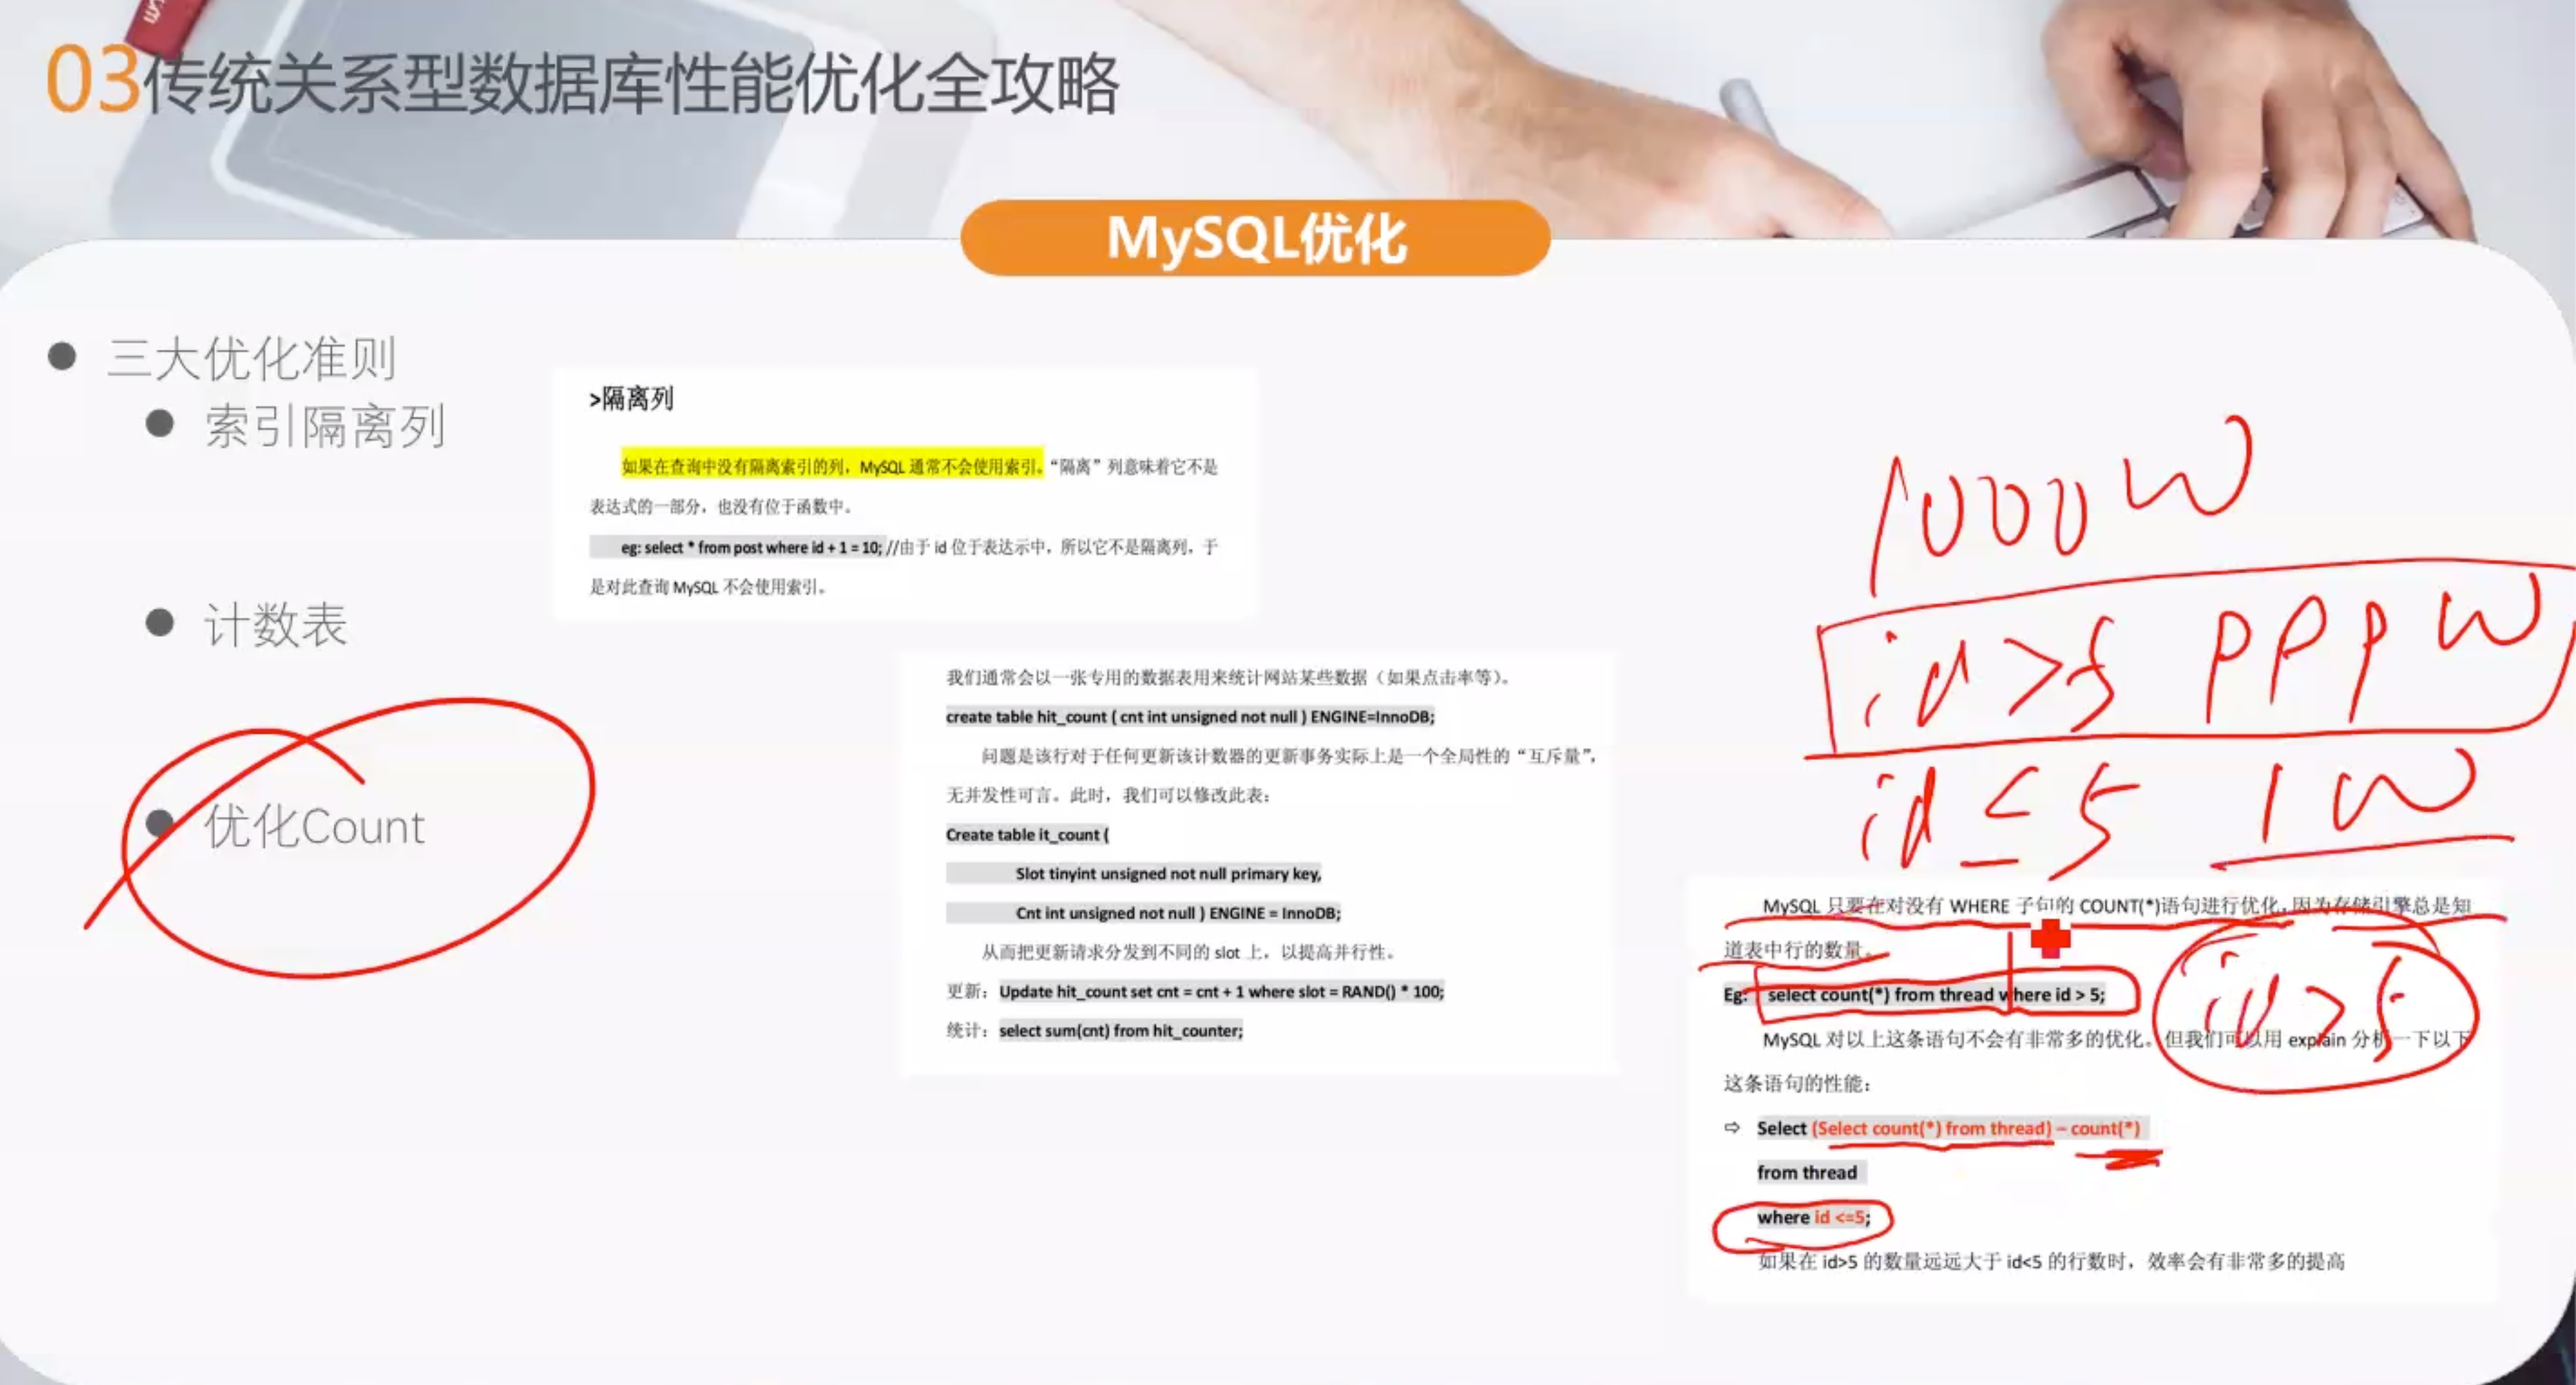 03传统关系型数据库性能优化全攻略
MySQL优化
三大优化准则
索引隔离列
计数表
优化Count
>隔离列
如果在查询中没有隔离索引的列，MySQL 通常不会使用索引。“隔离”列意味着它不是
表达式的一部分，也没有位于函数中。
eg: select * from post where id + 1 = 10; //由于 id 位于表达示中，所以它不是隔离列，于
是对此查询 MySQL 不会使用索引。
我们通常会以一张专用的数据表用来统计网站某些数据（如果点击率等）。
create table hit_count ( cnt int unsigned not null ) ENGINE=InnoDB;
问题是该行对于任何更新该计数器的更新事务实际上是一个全局性的“互斥量”，
无并发性可言。此时，我们可以修改此表：
Create table it_count (
Slot tinyint unsigned not null primary key,
Cnt int unsigned not null ) ENGINE = InnoDB;
从而把更新请求分发到不同的 slot 上，以提高并行性。
更新：Update hit_count set cnt = cnt + 1 where slot = RAND() * 100;
统计：select sum(cnt) from hit_counter;
1000W
id>5 999W
id≤5 1W
MySQL 只要在对没有 WHERE 子句的 COUNT(*)语句进行优化，因为存储引擎总是知
道表中行的数量。
Eg: select count(*) from thread where id > 5;
id>5
MySQL 对以上这条语句不会有非常多的优化。但我们可以用 explain 分析一下以下
这条语句的性能：
⇨ Select (Select count(*) from thread) – count(*)
from thread
where id <=5;
如果在 id>5 的数量远远大于 id<5 的行数时，效率会有非常多的提高